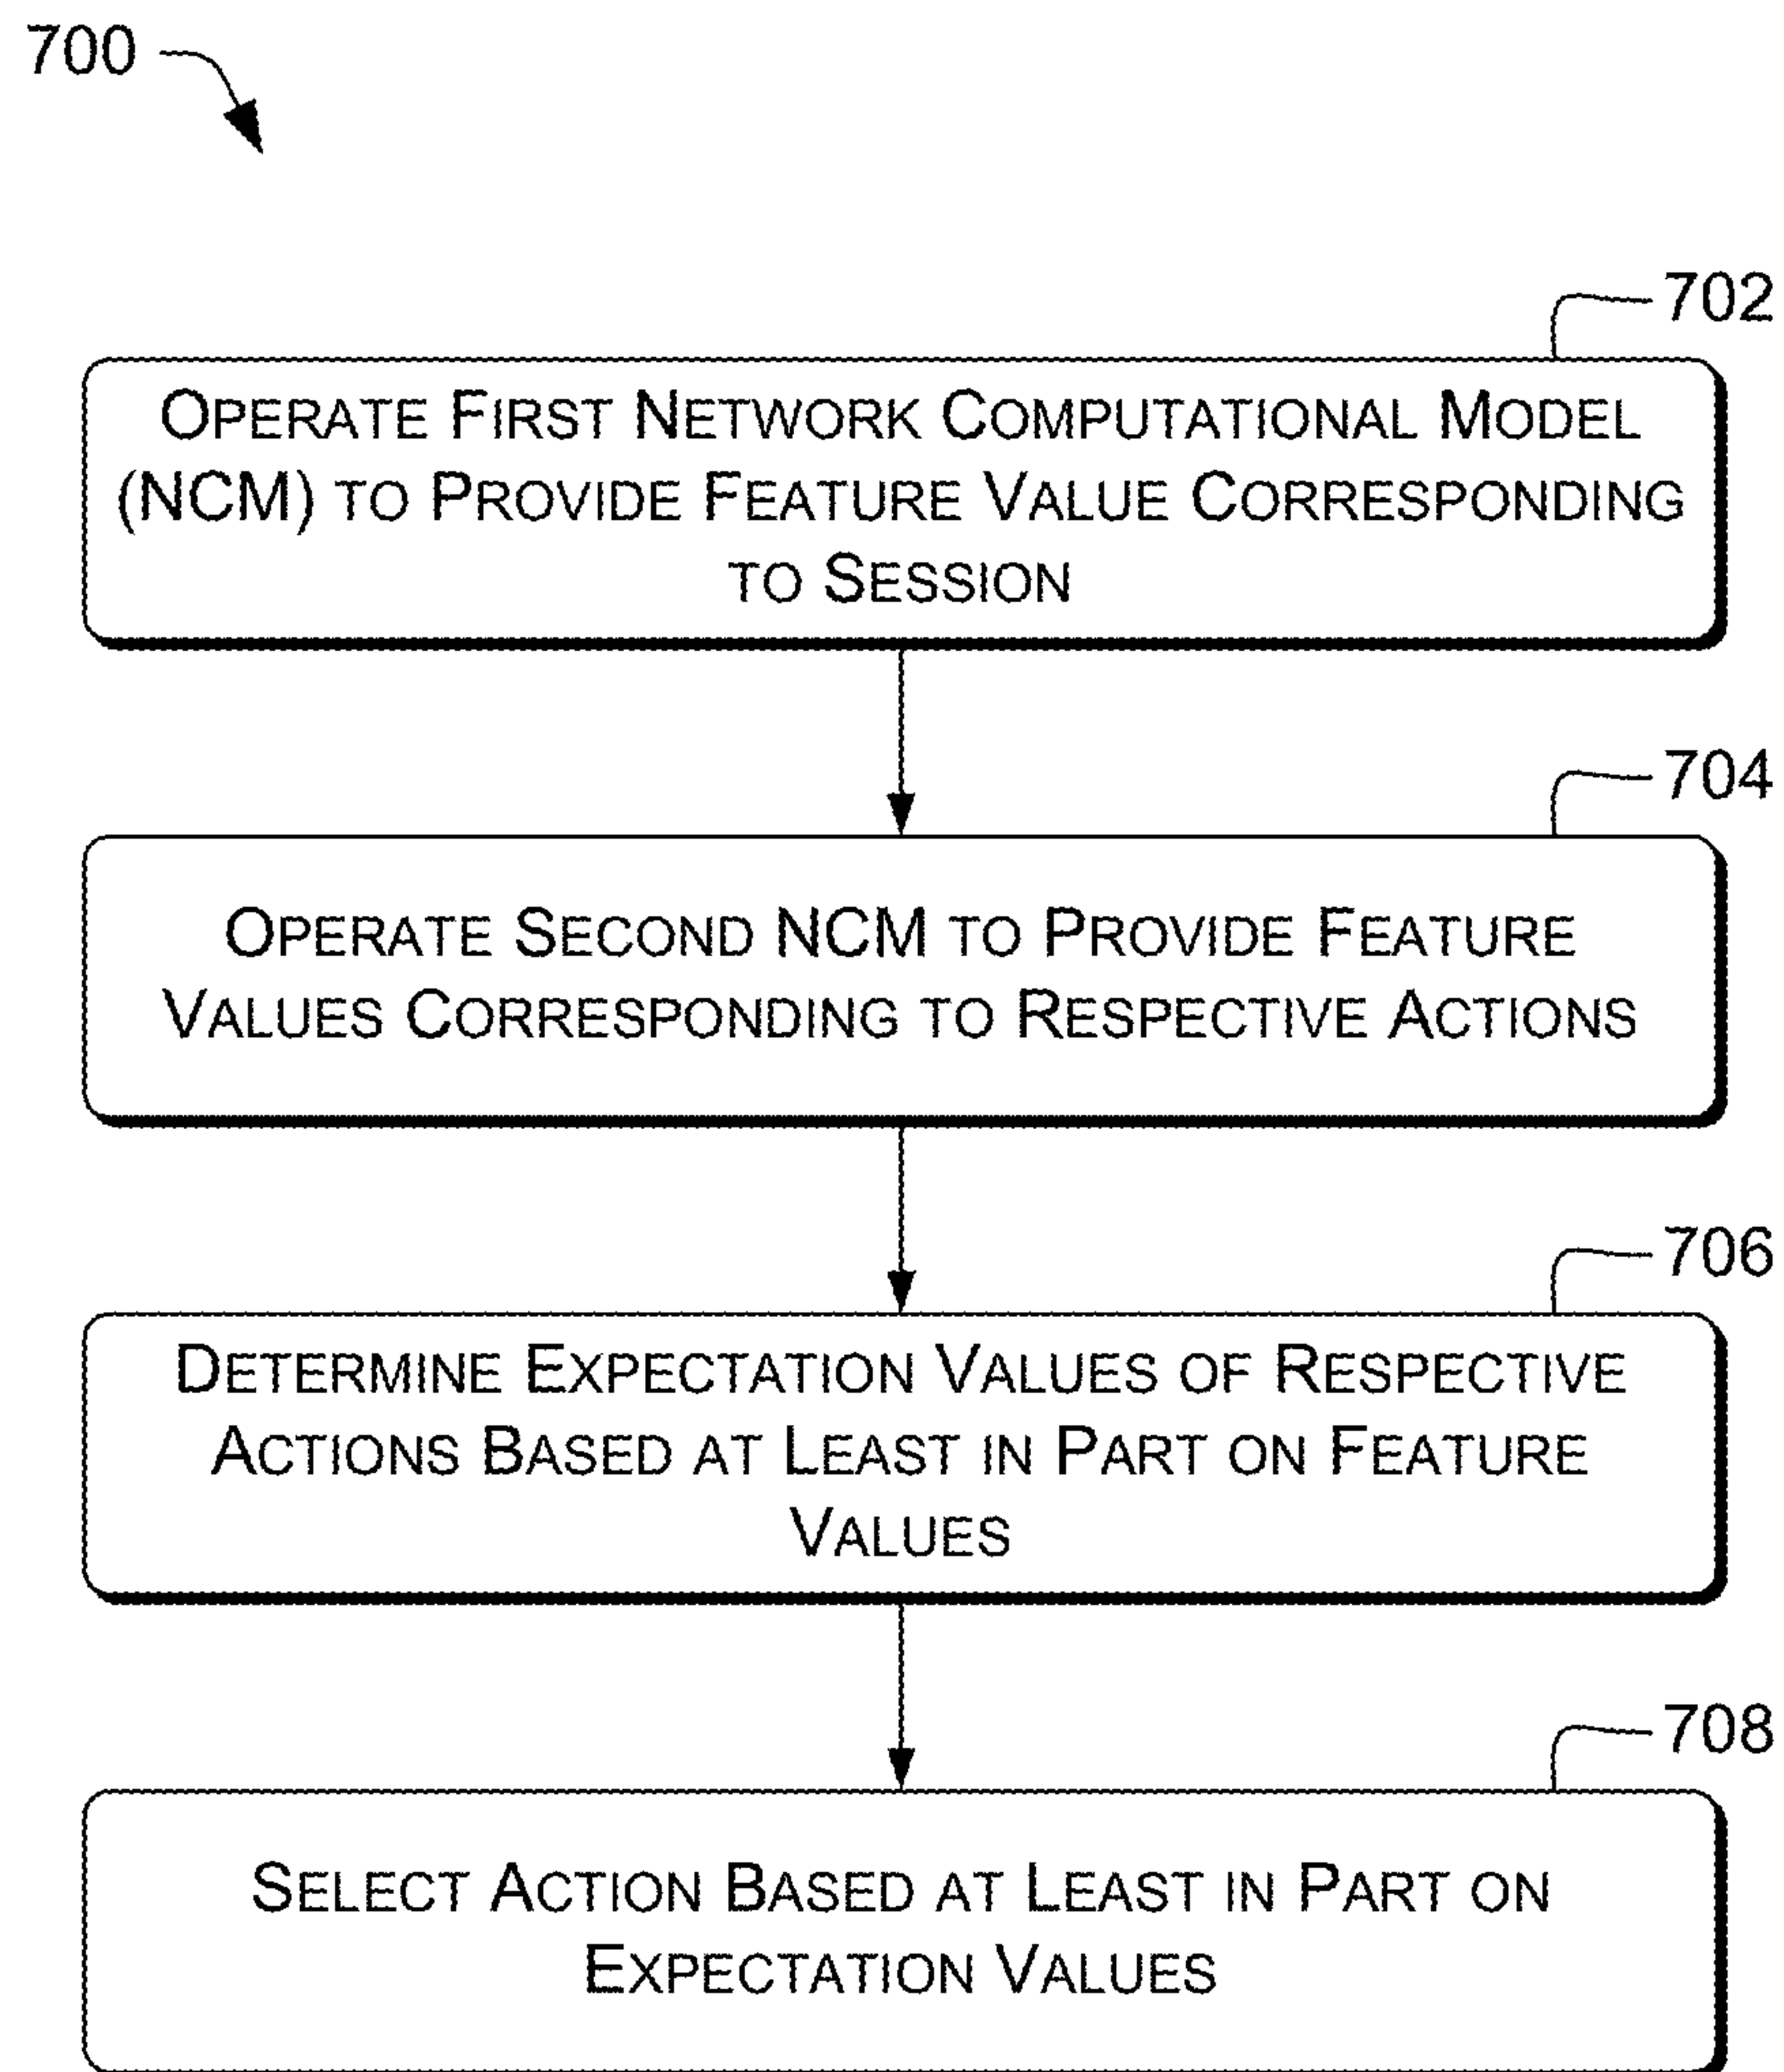 700
702
OPERATE FIRST NETWORK COMPUTATIONAL MODEL
(NCM) TO PROVIDE FEATURE VALUE CORRESPONDING
TO SESSION
704
OPERATE SECOND NCM TO PROVIDE FEATURE
VALUES CORRESPONDING TO RESPECTIVE ACTIONS
706
DETERMINE EXPECTATION VALUES OF RESPECTIVE
ACTIONS BASED AT LEAST IN PART ON FEATURE
VALUES
708
SELECT ACTION BASED AT LEAST IN PART ON
EXPECTATION VALUES